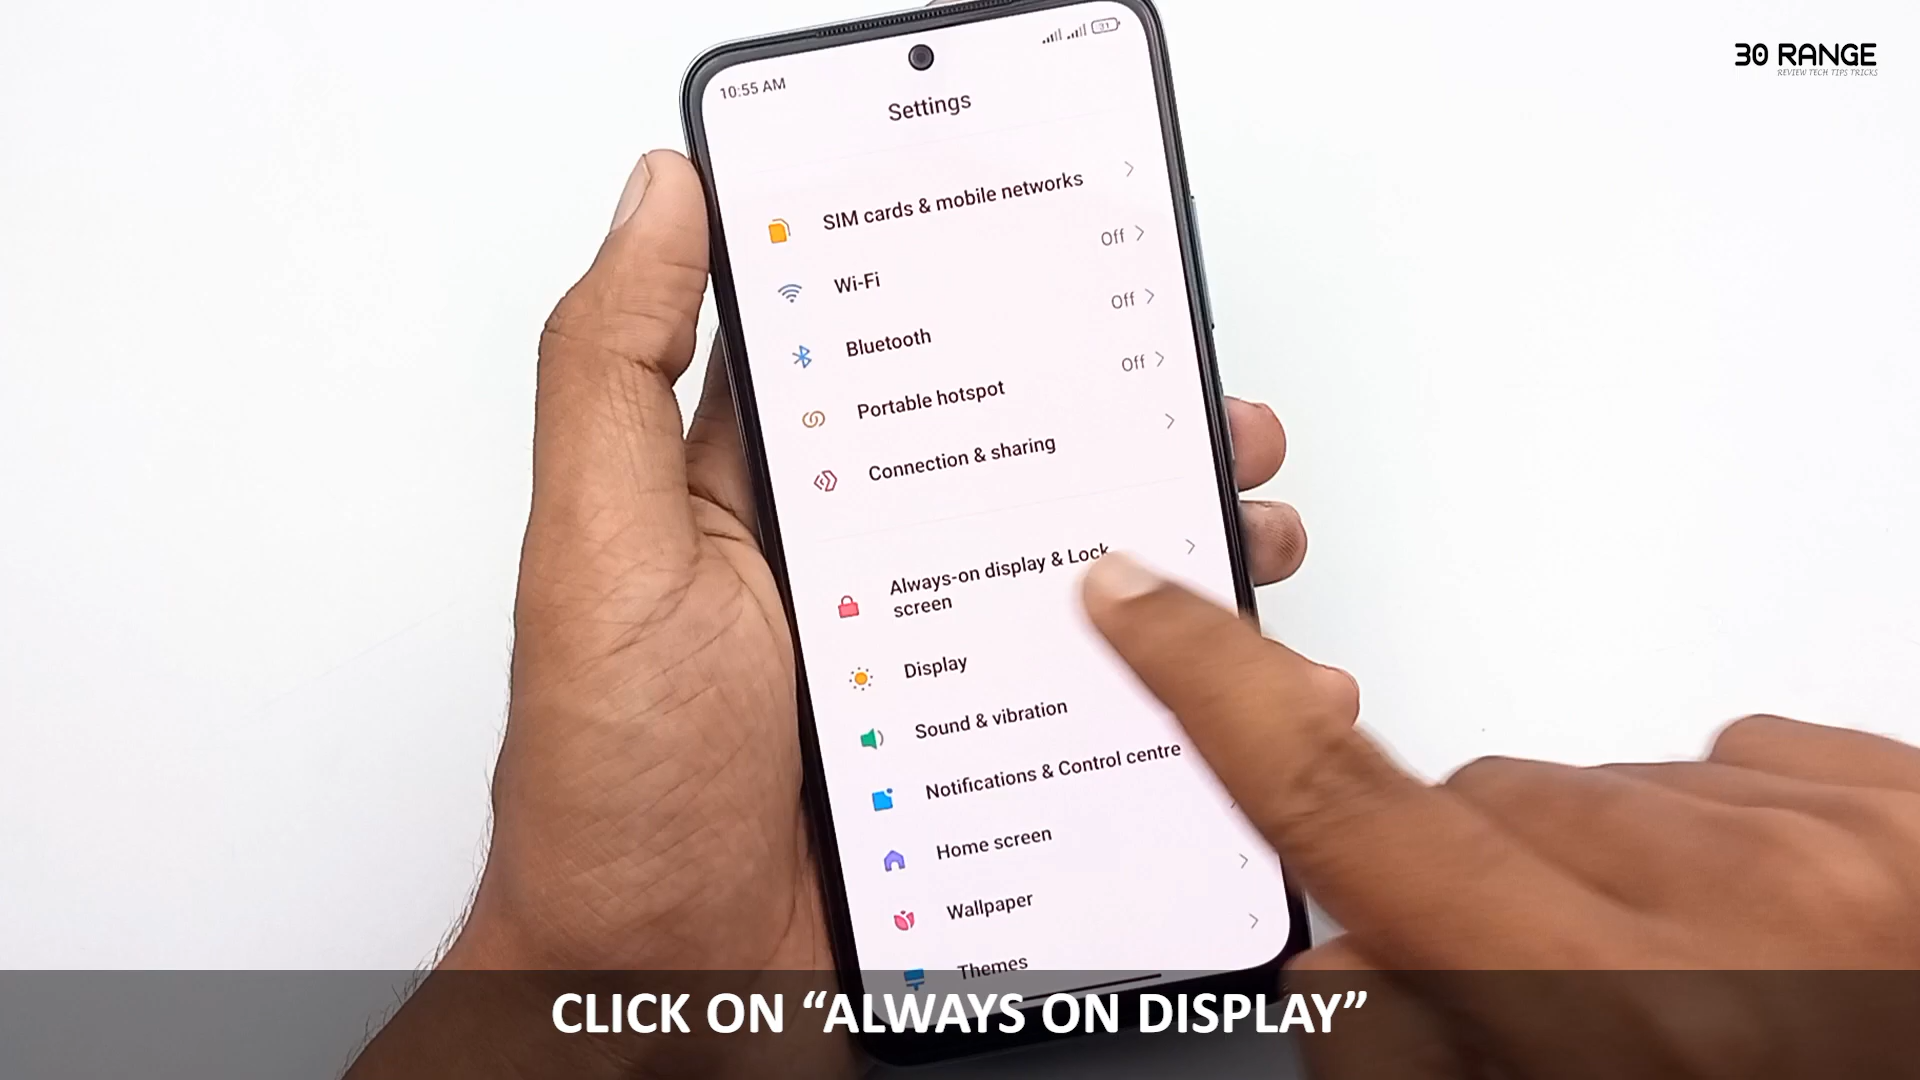 30 RANGE
REVIEW TECH TIPS TRICKS
10:55 AM
31
Settings
SIM cards & mobile networks
Wi-Fi
Off
Bluetooth
Off
Portable hotspot
Off
Connection & sharing
Always-on display & Lock
screen
Display
Sound & vibration
Notifications & Control centre
Home screen
Wallpaper
Themes
CLICK ON “ALWAYS ON DISPLAY”